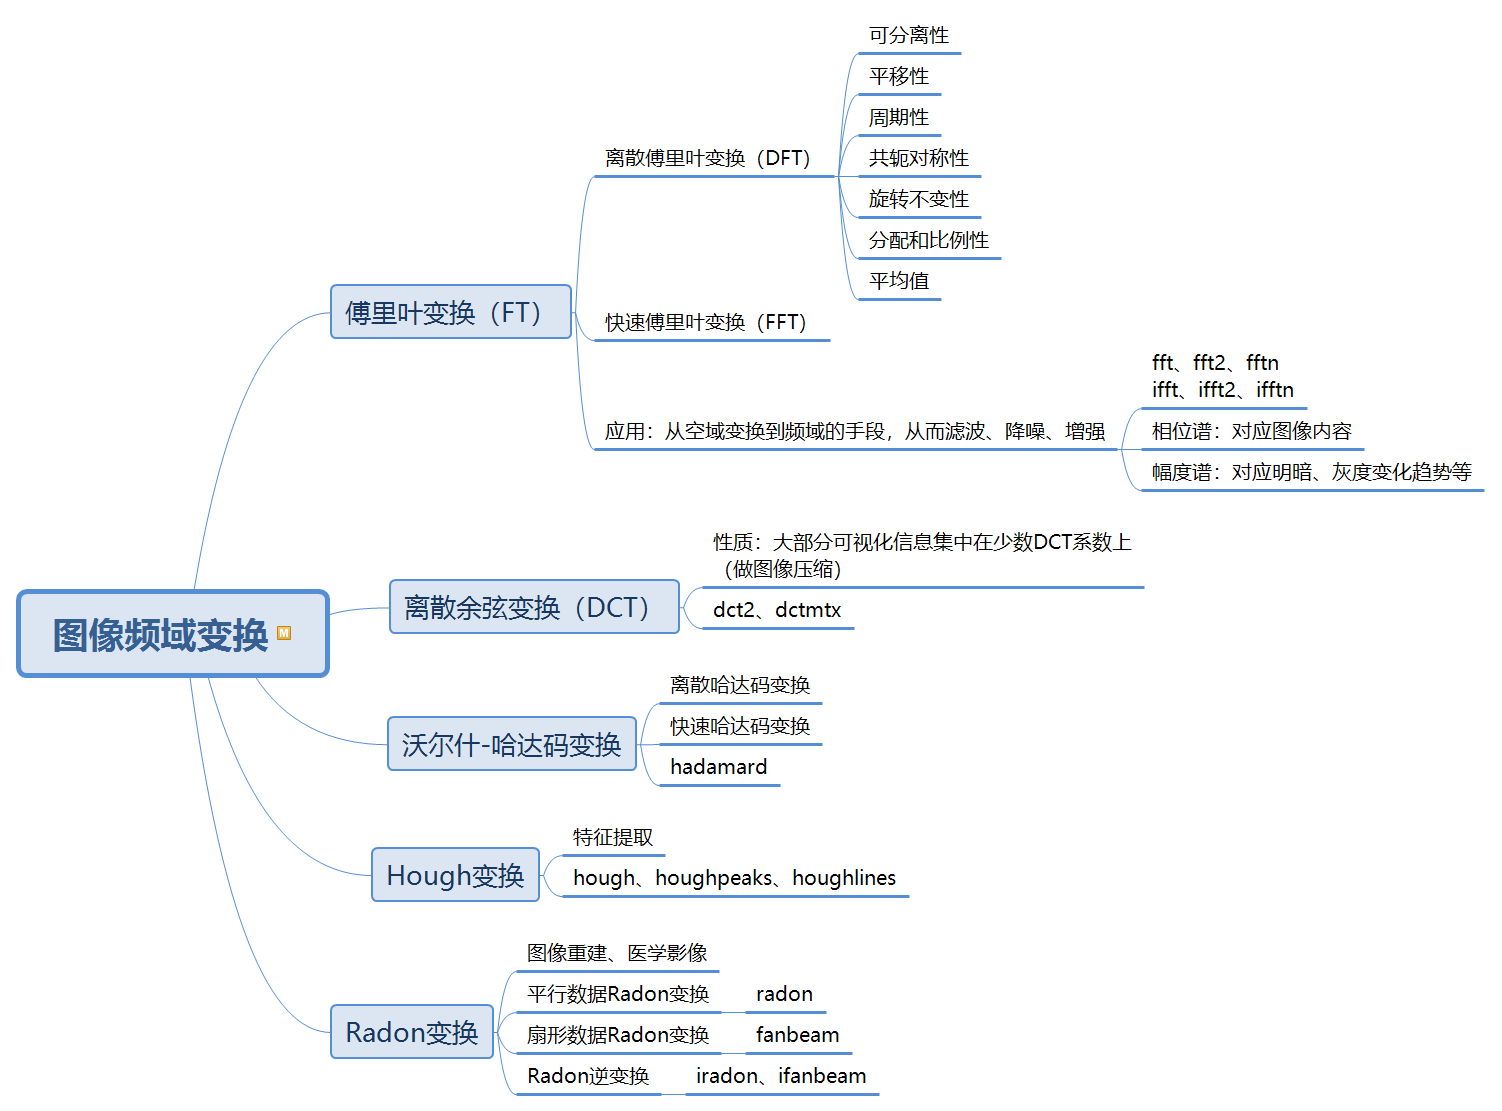 图像频域变换
M
傅里叶变换（FT）
离散傅里叶变换（DFT）
可分离性
平移性
周期性
共轭对称性
旋转不变性
分配和比例性
平均值
快速傅里叶变换（FFT）
应用：从空域变换到频域的手段，从而滤波、降噪、增强
fft、fft2、fftn
ifft、ifft2、ifftn
相位谱：对应图像内容
幅度谱：对应明暗、灰度变化趋势等
离散余弦变换（DCT）
性质：大部分可视化信息集中在少数DCT系数上
（做图像压缩）
dct2、dctmtx
沃尔什-哈达码变换
离散哈达码变换
快速哈达码变换
hadamard
Hough变换
特征提取
hough、houghpeaks、houghlines
Radon变换
图像重建、医学影像
平行数据Radon变换
radon
扇形数据Radon变换
fanbeam
Radon逆变换
iradon、ifanbeam